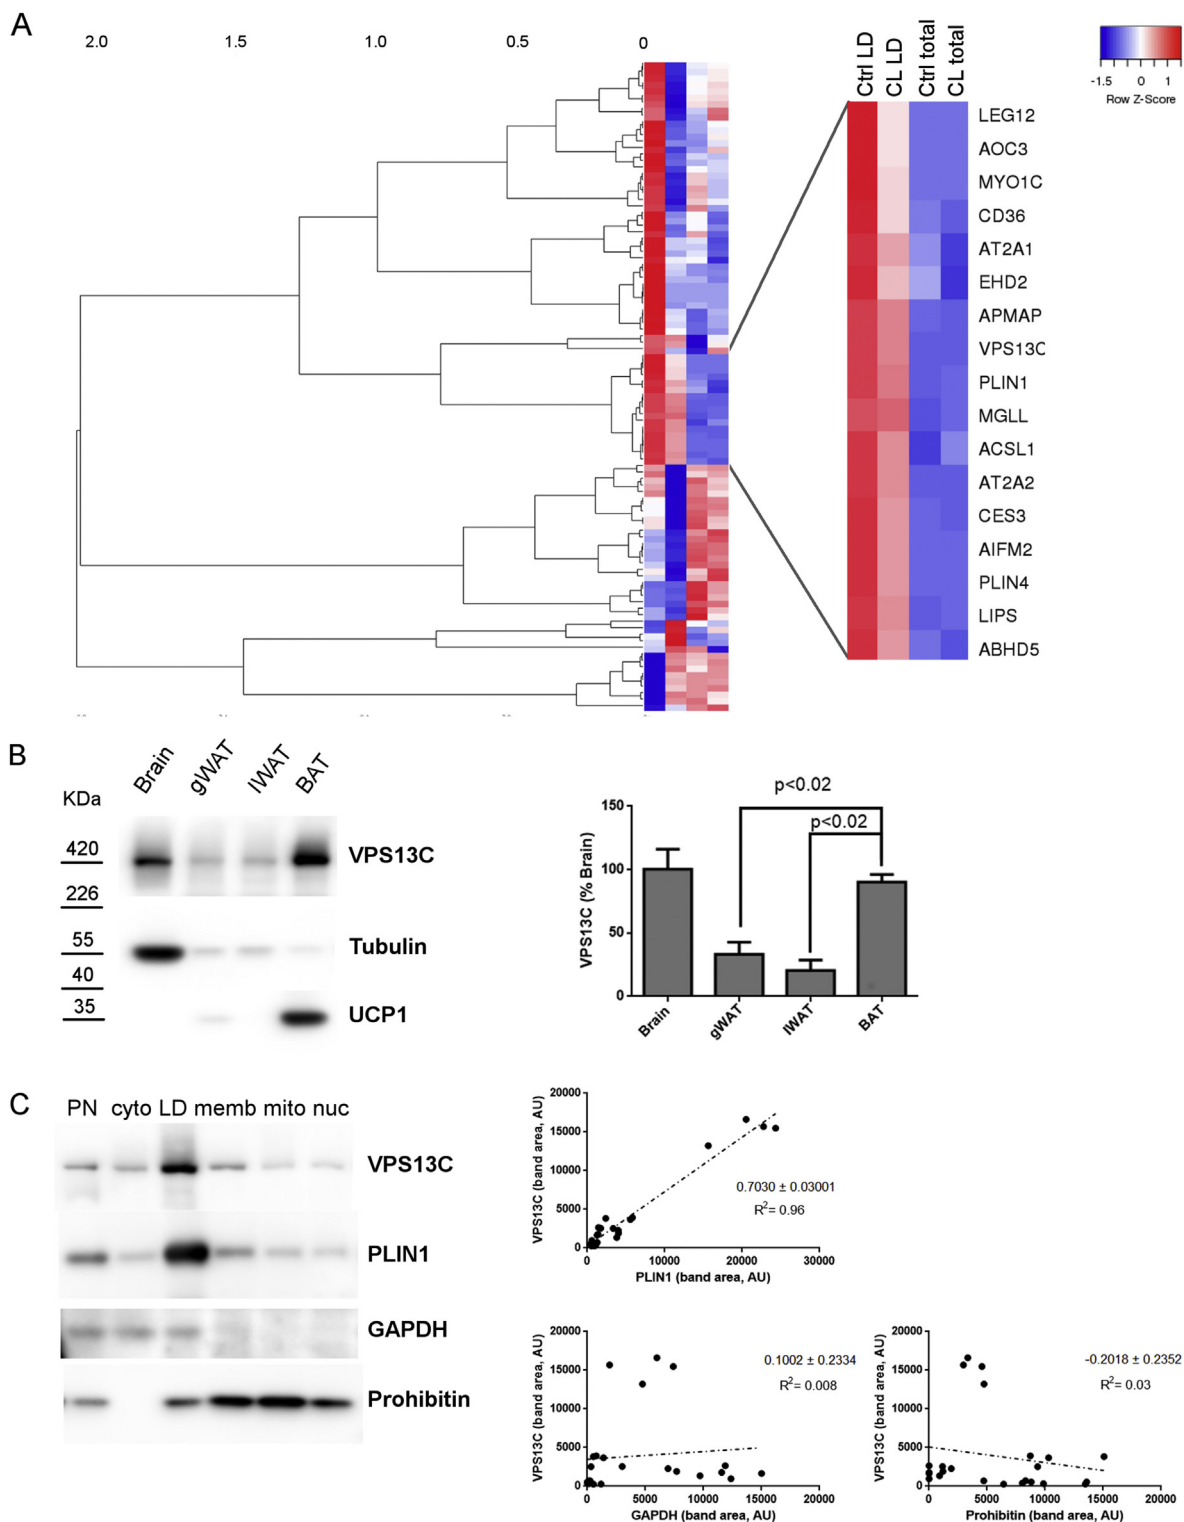 A
2.0 1.5 1.0 0.5 0
Ctrl LD
CL LD
Ctrl total
CL total
-1.5 0 1
Row Z-Score
LEG12
AOC3
MYO1C
CD36
AT2A1
EHD2
APMAP
VPS13C
PLIN1
MGLL
ACSL1
AT2A2
CES3
AIFM2
PLIN4
LIPS
ABHD5
B
Brain gWAT IWAT BAT
KDa
420
226
55
40
35
VPS13C
Tubulin
UCP1
p<0.02
p<0.02
VPS13C (% Brain)
150
100
50
0
Brain gWAT IWAT BAT
C
PN cyto LD memb mito nuc
VPS13C
PLIN1
GAPDH
Prohibitin
VPS13C (band area, AU)
20000
15000
10000
5000
0
0.7030 ± 0.03001
R²= 0.96
0 10000 20000 30000
PLIN1 (band area, AU)
VPS13C (band area, AU)
20000
15000
10000
5000
0
0.1002 ± 0.2334
R²= 0.008
0 5000 10000 15000 20000
GAPDH (band area, AU)
VPS13C (band area, AU)
20000
15000
10000
5000
0
-0.2018 ± 0.2352
R²= 0.03
0 5000 10000 15000 20000
Prohibitin (band area, AU)